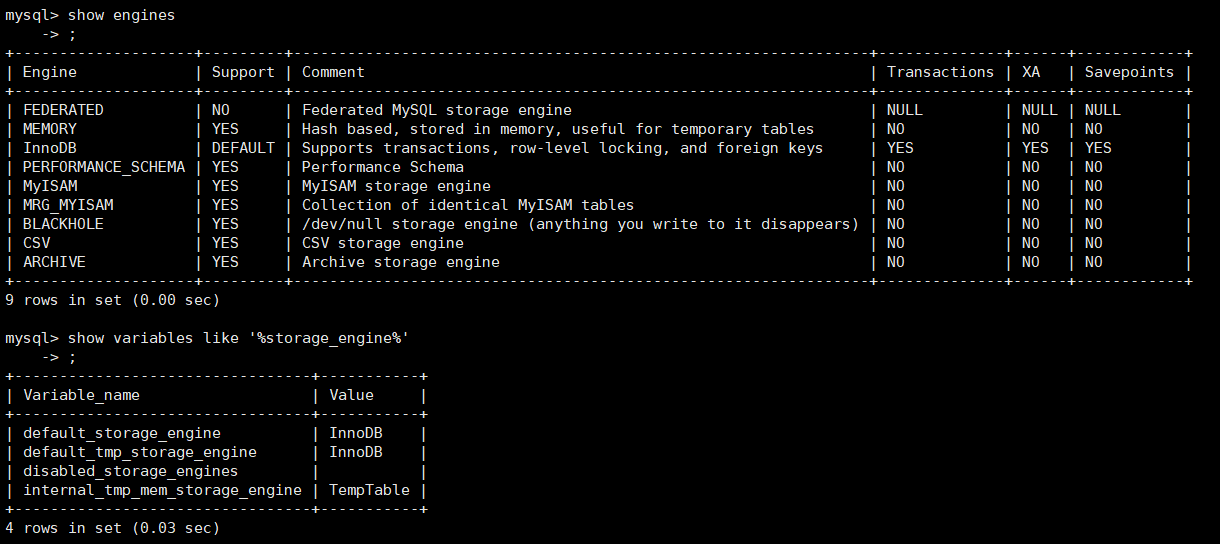 mysql> show engines
    -> ;
+--------------------+---------+----------------------------------------------------------------+--------------+------+------------+
| Engine             | Support | Comment                                                        | Transactions | XA   | Savepoints |
+--------------------+---------+----------------------------------------------------------------+--------------+------+------------+
| FEDERATED          | NO      | Federated MySQL storage engine                                 | NULL         | NULL | NULL       |
| MEMORY             | YES     | Hash based, stored in memory, useful for temporary tables      | NO           | NO   | NO         |
| InnoDB             | DEFAULT | Supports transactions, row-level locking, and foreign keys     | YES          | YES  | YES        |
| PERFORMANCE_SCHEMA | YES     | Performance Schema                                             | NO           | NO   | NO         |
| MyISAM             | YES     | MyISAM storage engine                                          | NO           | NO   | NO         |
| MRG_MYISAM         | YES     | Collection of identical MyISAM tables                          | NO           | NO   | NO         |
| BLACKHOLE          | YES     | /dev/null storage engine (anything you write to it disappears) | NO           | NO   | NO         |
| CSV                | YES     | CSV storage engine                                             | NO           | NO   | NO         |
| ARCHIVE            | YES     | Archive storage engine                                         | NO           | NO   | NO         |
+--------------------+---------+----------------------------------------------------------------+--------------+------+------------+
9 rows in set (0.00 sec)

mysql> show variables like '%storage_engine%'
    -> ;
+---------------------------------+-----------+
| Variable_name                   | Value     |
+---------------------------------+-----------+
| default_storage_engine          | InnoDB    |
| default_tmp_storage_engine      | InnoDB    |
| disabled_storage_engines        |           |
| internal_tmp_mem_storage_engine | TempTable |
+---------------------------------+-----------+
4 rows in set (0.03 sec)